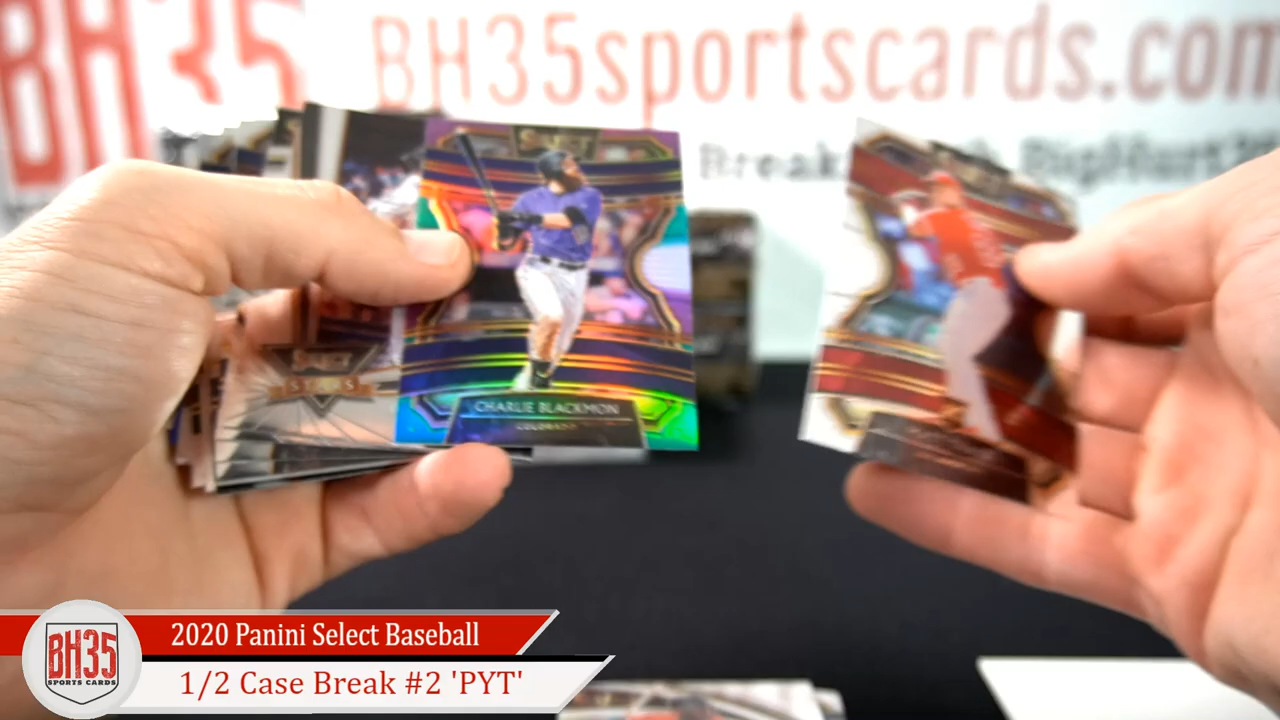 BH35
BH35sportscards.com
SELECT
STARS
CHARLIE BLACKMON
COLORADO
BH35
SPORTS CARDS
2020 Panini Select Baseball
1/2 Case Break #2 'PYT'